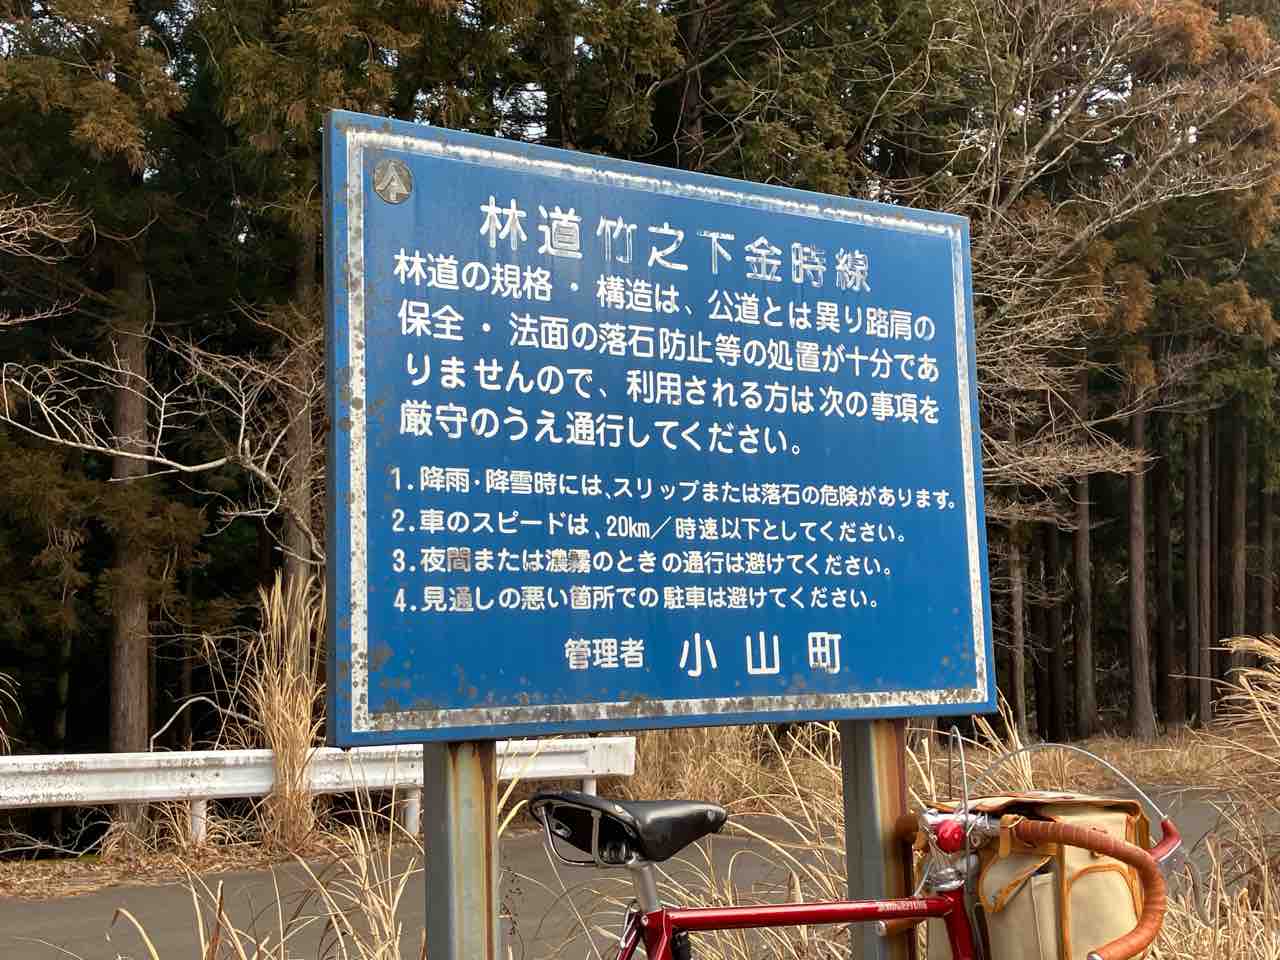 林道竹之下金時線
林道の規格・構造は、公道とは異り路肩の
保全・法面の落石防止等の処置が十分であ
りませんので、利用される方は次の事項を
厳守のうえ通行してください。
1.降雨・降雪時には、スリップまたは落石の危険があります。
2.車のスピードは、20km/時速以下としてください。
3.夜間または濃霧のときの通行は避けてください。
4.見通しの悪い箇所での駐車は避けてください。
管理者 小山町